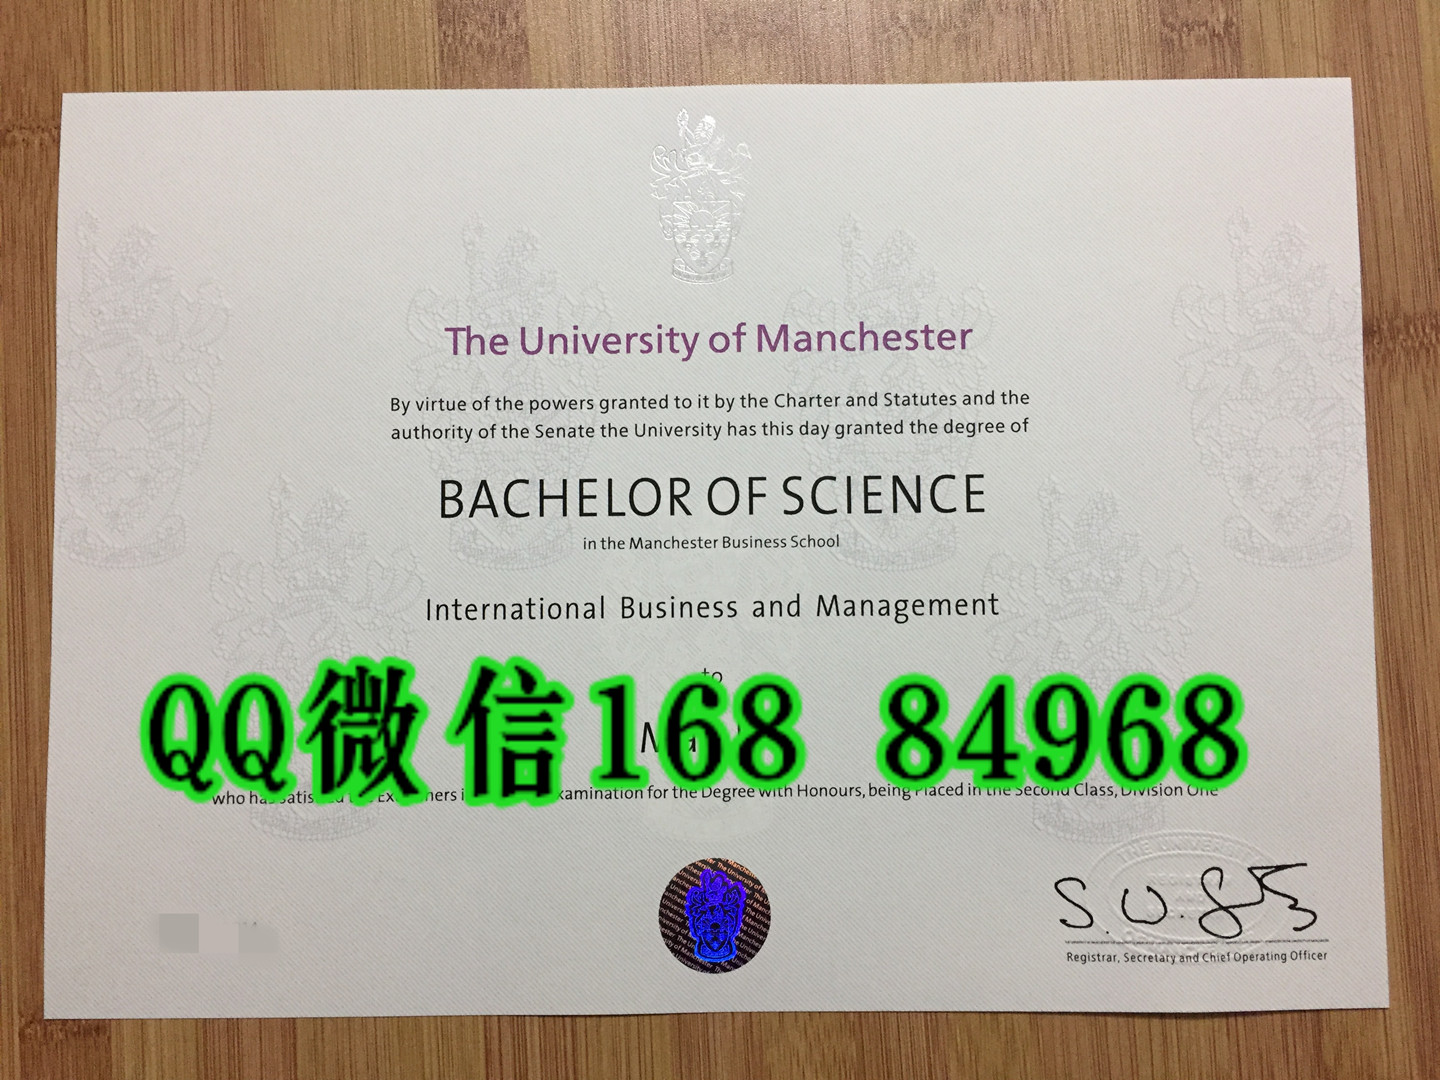 The University of Manchester
By virtue of the powers granted to it by the Charter and Statutes and the
authority of the Senate the University has this day granted the degree of
BACHELOR OF SCIENCE
in the Manchester Business School
International Business and Management
to
QQ微信168 84968
who has satisfied the Examiners examination for the Degree with Honours, being Placed in the Second Class, Division One
Registrar, Secretary and Chief Operating Officer